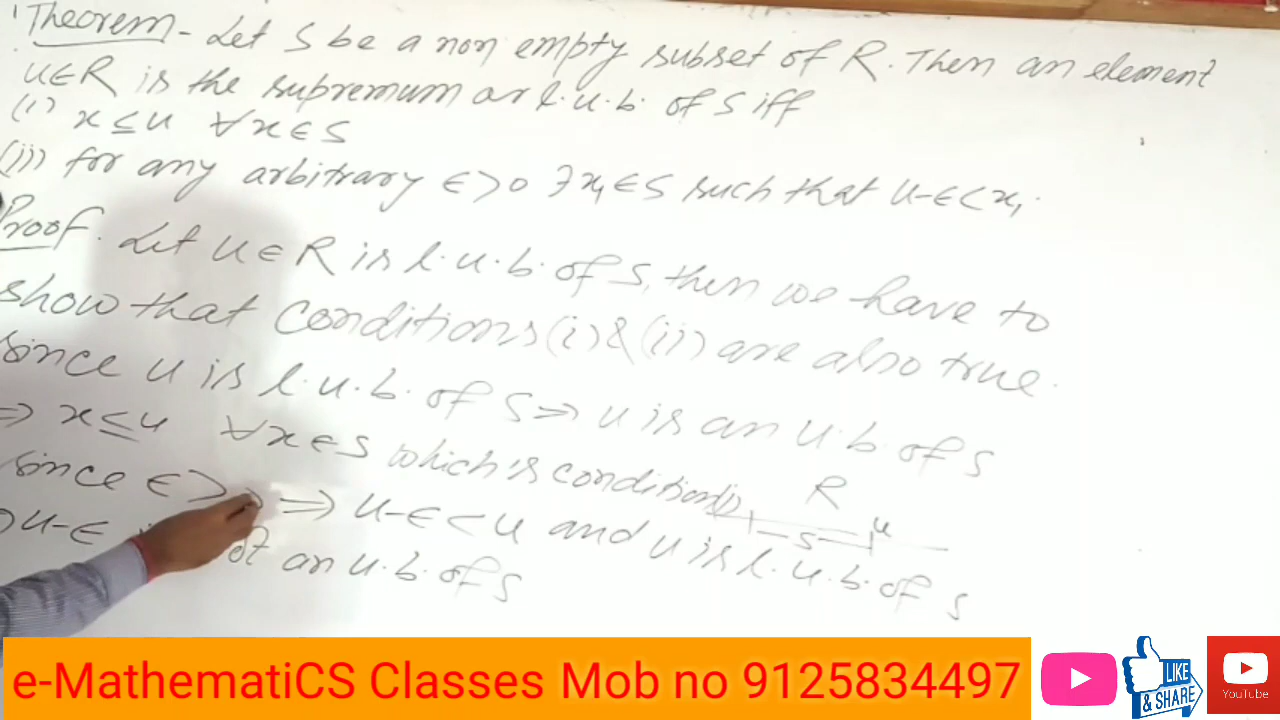 Theorem - Let S be a non empty subset of R. Then an element
u∈R is the supremum or l.u.b. of S iff
(i) x≤u ∀x∈S
(ii) for any arbitrary ∈>0 ∃x₁∈S such that u-∈<x₁.
Proof. Let u∈R is l.u.b. of S, then we have to
show that conditions (i) & (ii) are also true.
since u is l.u.b. of S ⇒ u is an u.b. of S
⇒ x≤u ∀x∈S which is condition (i)
R
S
u
since ∈>0 ⇒ u-∈<u and u is l.u.b. of S
u-∈ an u.b. of S
e-MathematiCS Classes Mob no 9125834497
LIKE
& SHARE
YouTube